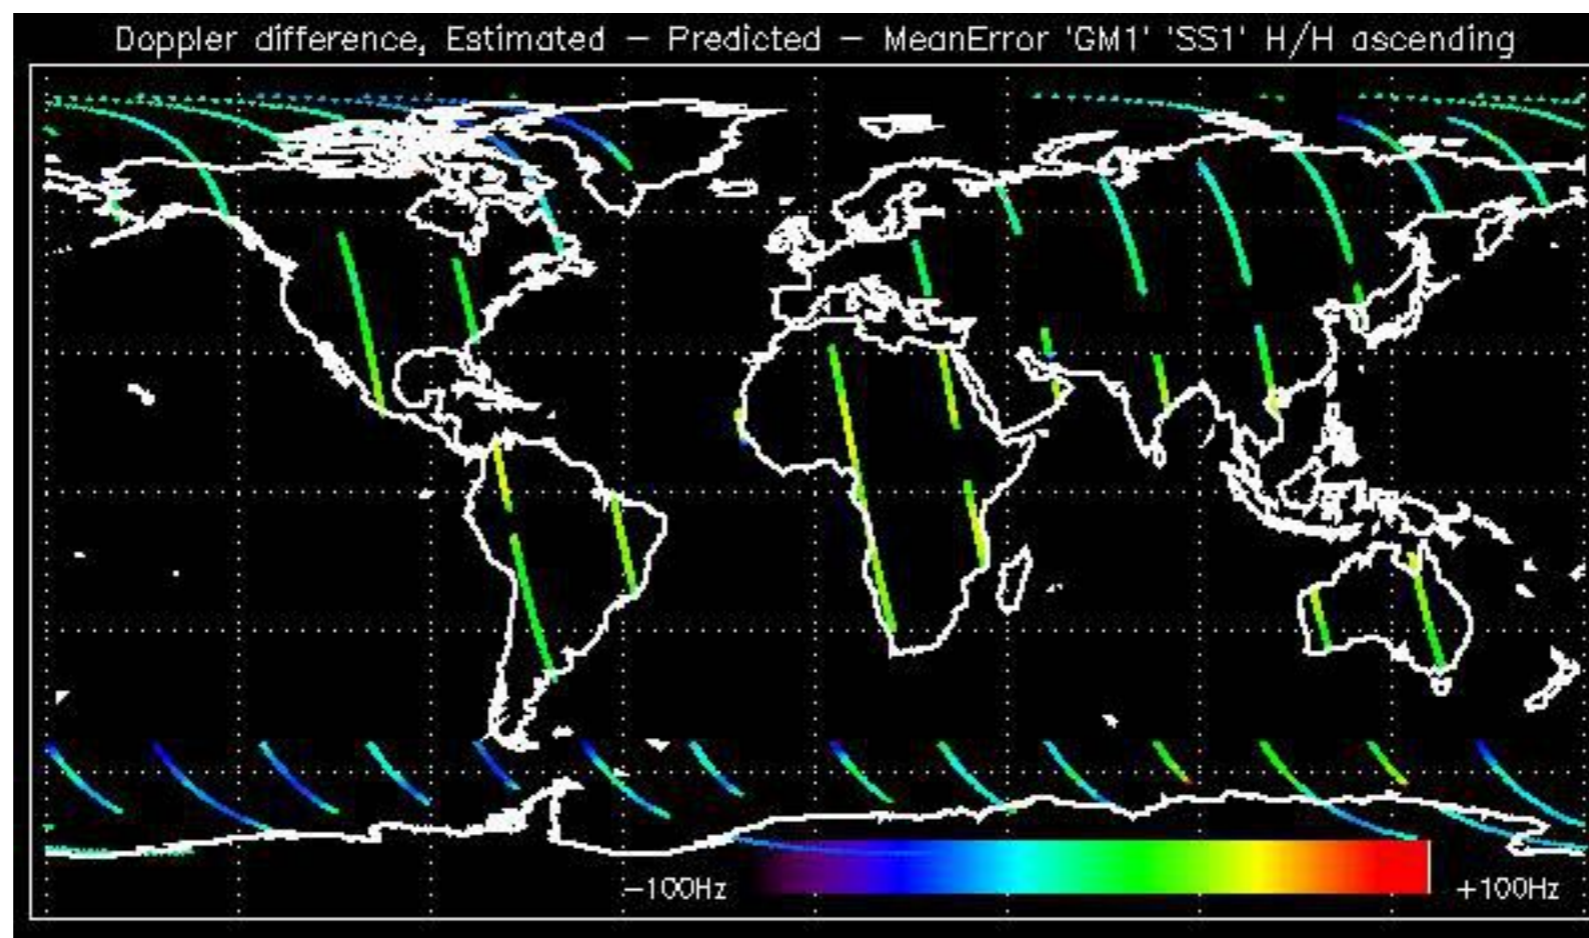 Doppler difference, Estimated — Predicted — MeanError 'GM1' 'SS1' H/H ascending
—100Hz +100Hz